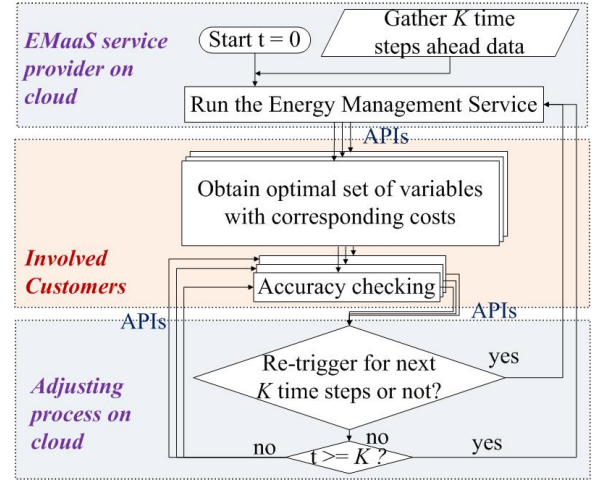 EMaaS service
provider on
cloud
Start t = 0
Gather K time
steps ahead data
Run the Energy Management Service
APIs
Obtain optimal set of variables
with corresponding costs
Involved
Customers
Accuracy checking
APIs
APIs
Adjusting
process on
cloud
Re-trigger for next
K time steps or not?
yes
no
t >= K ?
no
yes